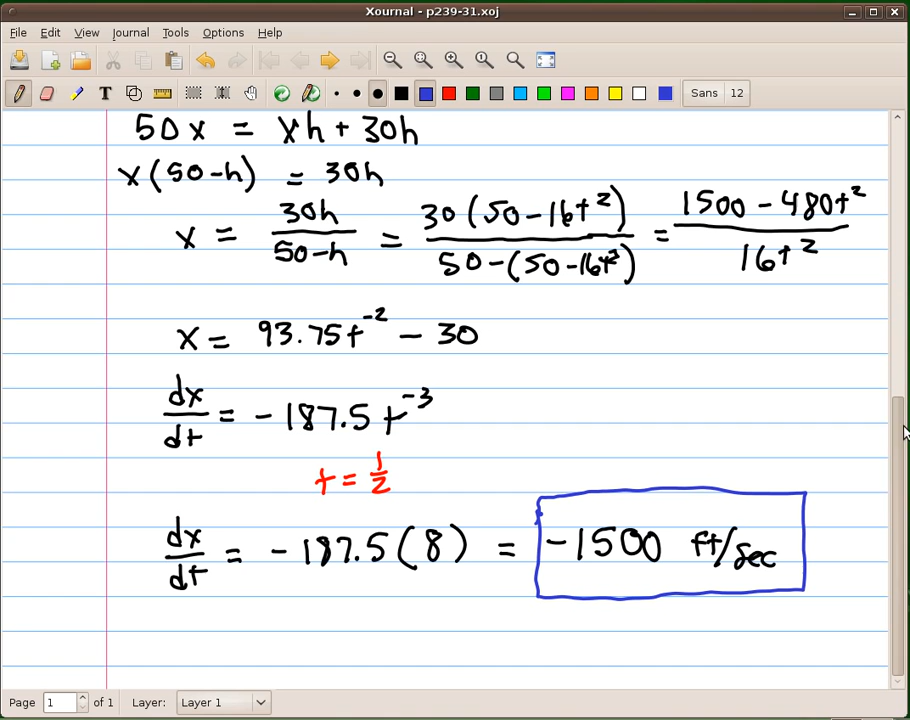 Xournal - p239-31.xoj
File Edit View Journal Tools Options Help
T Sans 12
50x = xh + 30h
x(50-h) = 30h
x = 30h/(50-h) = 30(50-16t²)/(50-(50-16t²)) = (1500-480t²)/(16t²)
x = 93.75t⁻² - 30
dx/dt = -187.5t⁻³
t = 1/2
dx/dt = -187.5(8) = -1500 ft/sec
Page 1 of 1 Layer: Layer 1